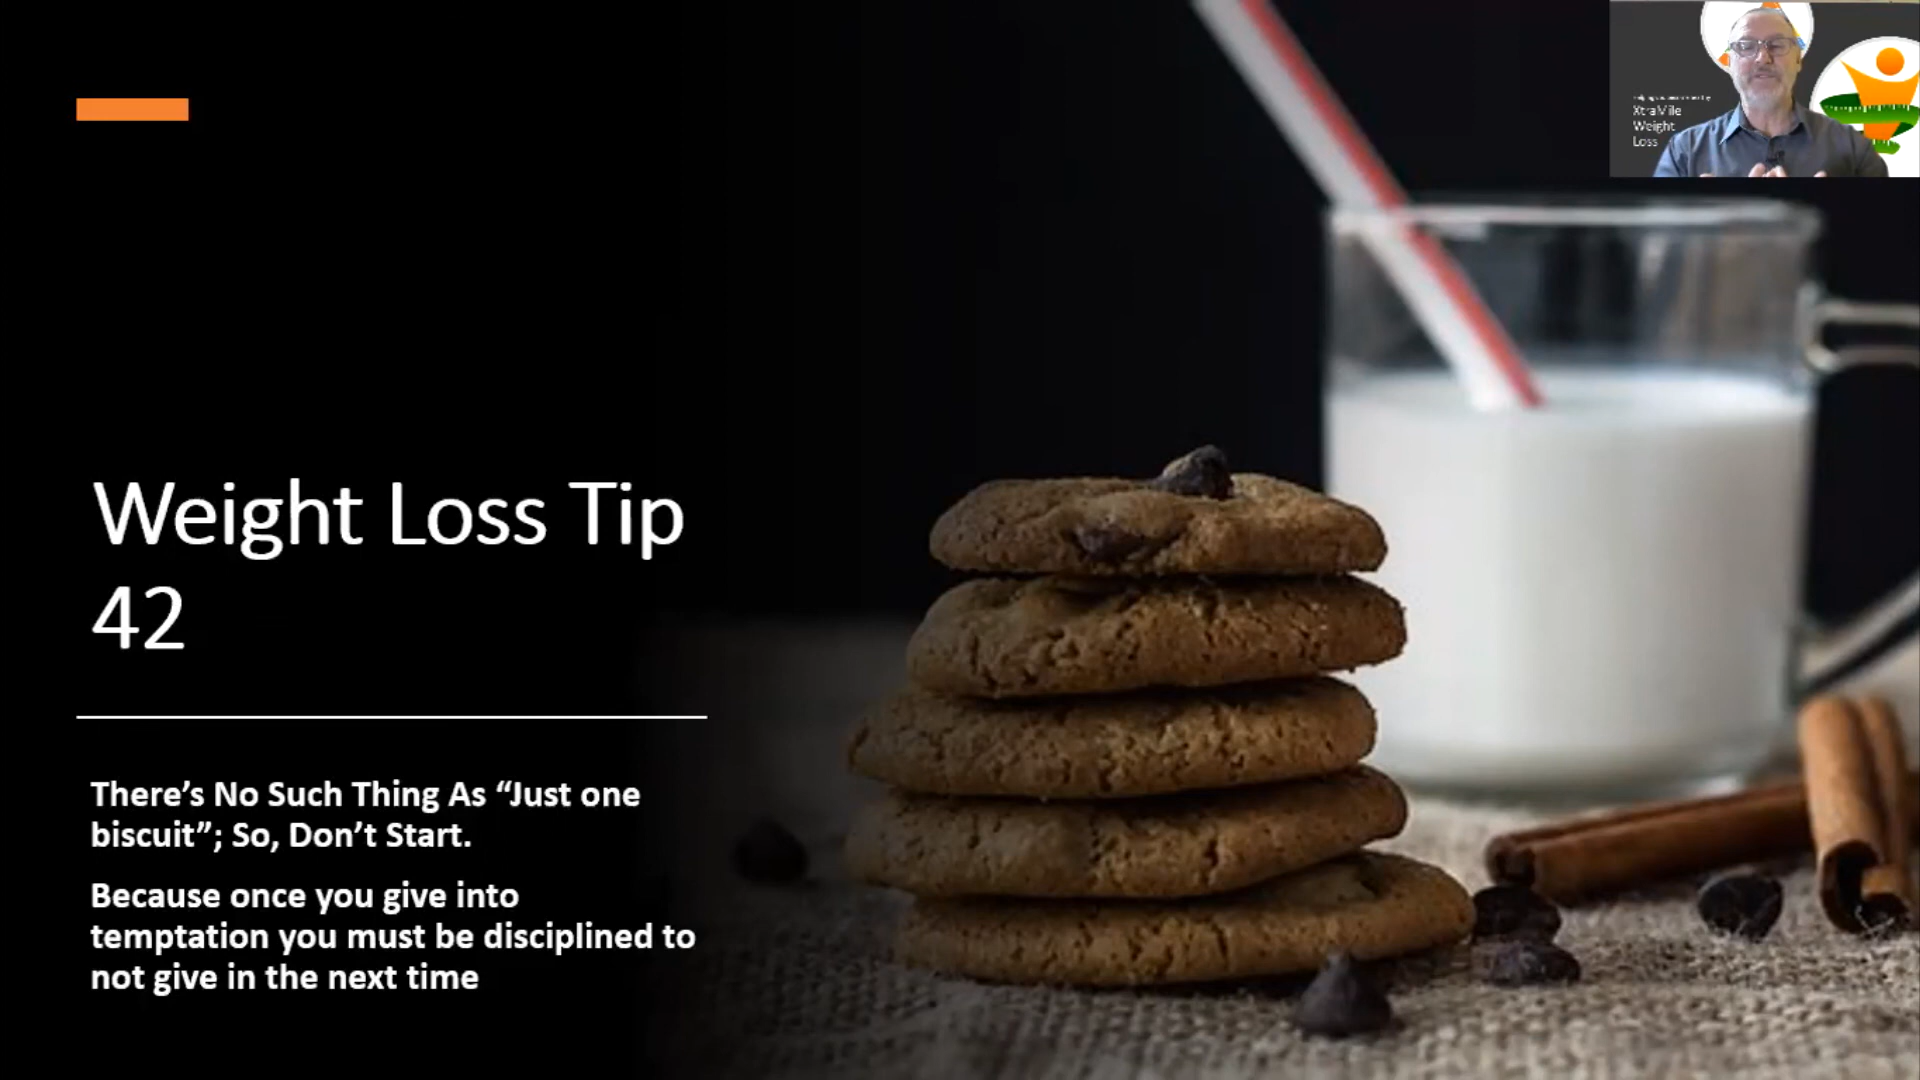 Weight Loss Tip
42
There’s No Such Thing As “Just one
biscuit”; So, Don’t Start.
Because once you give into
temptation you must be disciplined to
not give in the next time
XtraMile
Weight
Loss